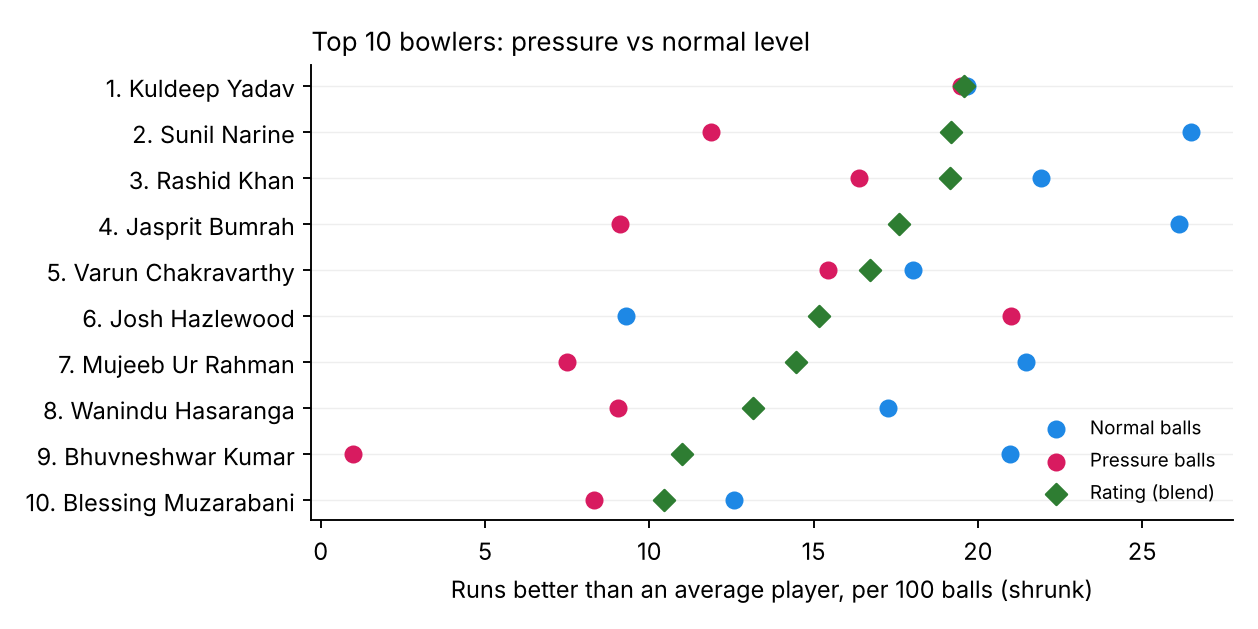 Top 10 bowlers: pressure vs normal level
1. Kuldeep Yadav
2. Sunil Narine
3. Rashid Khan
4. Jasprit Bumrah
5. Varun Chakravarthy
6. Josh Hazlewood
7. Mujeeb Ur Rahman
8. Wanindu Hasaranga
9. Bhuvneshwar Kumar
10. Blessing Muzarabani
Normal balls
Pressure balls
Rating (blend)
0 5 10 15 20 25
Runs better than an average player, per 100 balls (shrunk)